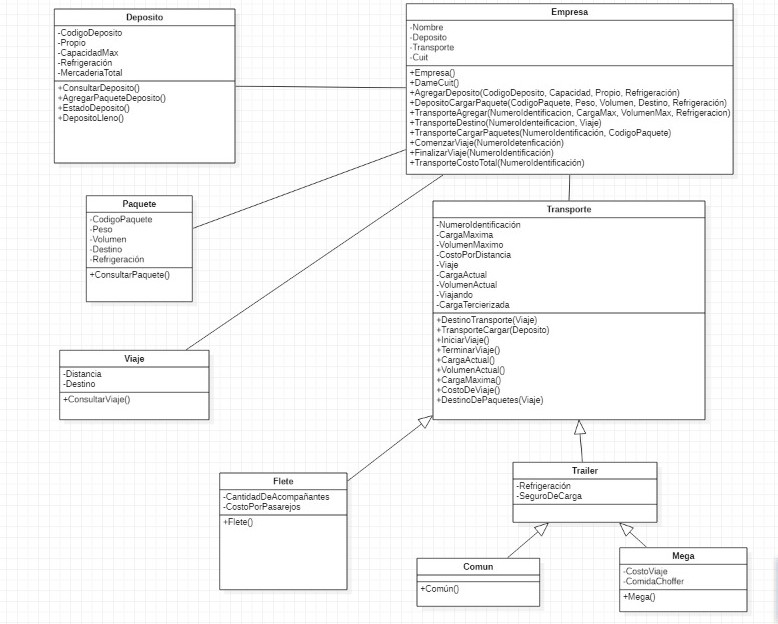 Deposito
-CodigoDeposito
-Propio
-CapacidadMax
-Refrigeración
-MercaderiaTotal
+ConsultarDeposito()
+AgregarPaqueteDeposito()
+EstadoDeposito()
+DepositoLleno()
Empresa
-Nombre
-Deposito
-Transporte
-Cuit
+Empresa()
+DameCuit()
+AgregarDeposito(CodigoDeposito, Capacidad, Propio, Refrigeración)
+DepositoCargarPaquete(CodigoPaquete, Peso, Volumen, Destino, Refrigeración)
+TransporteAgregar(NumeroIdentificacion, CargaMax, VolumenMax, Refrigeracion)
+TransporteDestino(NumeroIdenteificacion, Viaje)
+TransporteCargarPaquetes(NumeroIdentificación, CodigoPaquete)
+ComenzarViaje(NumeroIdetenficación)
+FinalizarViaje(NumeroIdentificación)
+TransporteCostoTotal(NumeroIdentificación)
Paquete
-CodigoPaquete
-Peso
-Volumen
-Destino
-Refrigeración
+ConsultarPaquete()
Transporte
-NumeroIdentificación
-CargaMaxima
-VolumenMaximo
-CostoPorDistancia
-Viaje
-CargaActual
-VolumenActual
-Viajando
-CargaTercierizada
+DestinoTransporte(Viaje)
+TransporteCargar(Deposito)
+IniciarViaje()
+TerminarViaje()
+CargaActual()
+VolumenActual()
+CargaMaxima()
+CostoDeViaje()
+DestinoDePaquetes(Viaje)
Viaje
-Distancia
-Destino
+ConsultarViaje()
Flete
-CantidadDeAcompañantes
-CostoPorPasarejos
+Flete()
Trailer
-Refrigeración
-SeguroDeCarga
Comun
+Común()
Mega
-CostoViaje
-ComidaChoffer
+Mega()